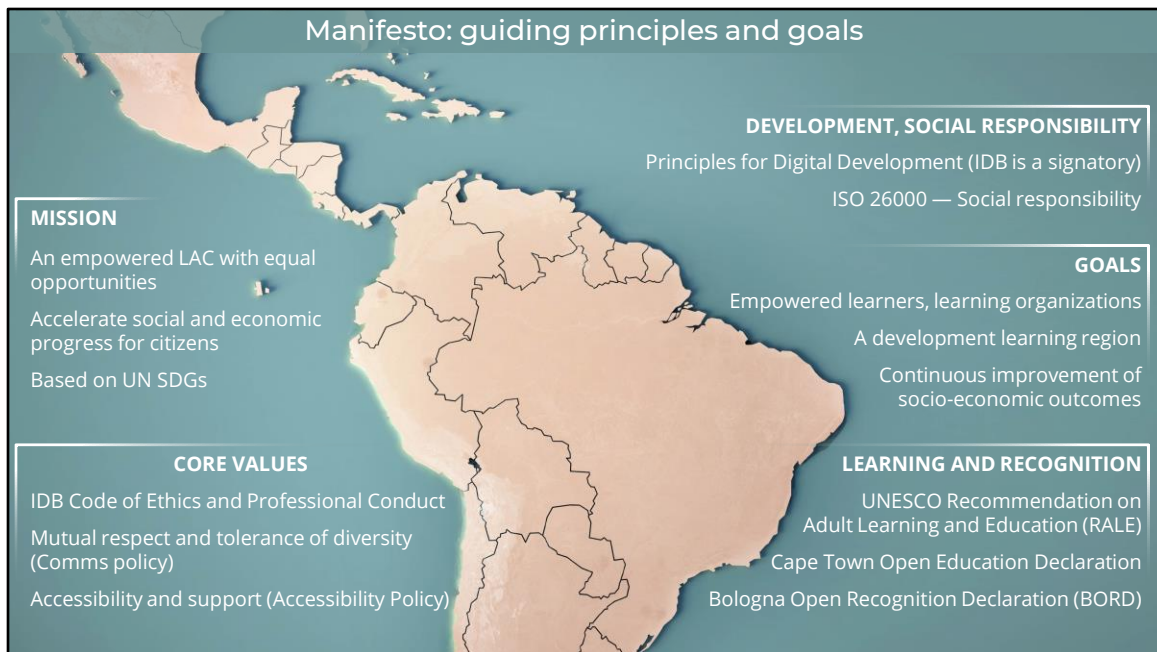 Manifesto: guiding principles and goals
MISSION
An empowered LAC with equal
opportunities
Accelerate social and economic
progress for citizens
Based on UN SDGs
CORE VALUES
IDB Code of Ethics and Professional Conduct
Mutual respect and tolerance of diversity
(Comms policy)
Accessibility and support (Accessibility Policy)
DEVELOPMENT, SOCIAL RESPONSIBILITY
Principles for Digital Development (IDB is a signatory)
ISO 26000 — Social responsibility
GOALS
Empowered learners, learning organizations
A development learning region
Continuous improvement of
socio-economic outcomes
LEARNING AND RECOGNITION
UNESCO Recommendation on
Adult Learning and Education (RALE)
Cape Town Open Education Declaration
Bologna Open Recognition Declaration (BORD)